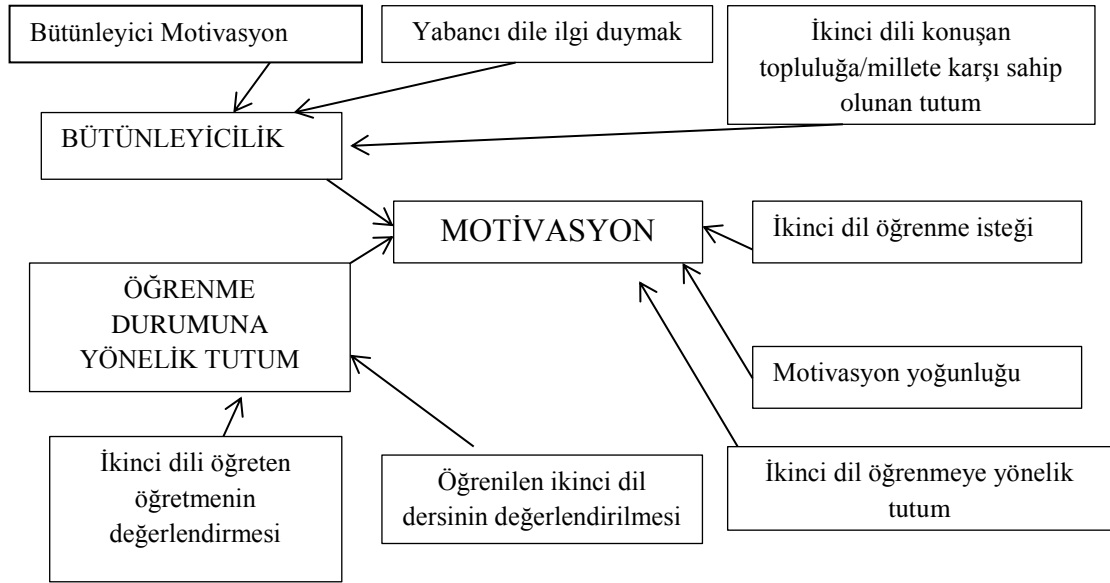 Bütünleyici Motivasyon
Yabancı dile ilgi duymak
İkinci dili konuşan
topluluğa/millete karşı sahip
olunan tutum
BÜTÜNLEYİCİLİK
MOTİVASYON
İkinci dil öğrenme isteği
ÖĞRENME
DURUMUNA
YÖNELİK TUTUM
Motivasyon yoğunluğu
İkinci dili öğreten
öğretmenin
değerlendirmesi
Öğrenilen ikinci dil
dersinin değerlendirilmesi
İkinci dil öğrenmeye yönelik
tutum